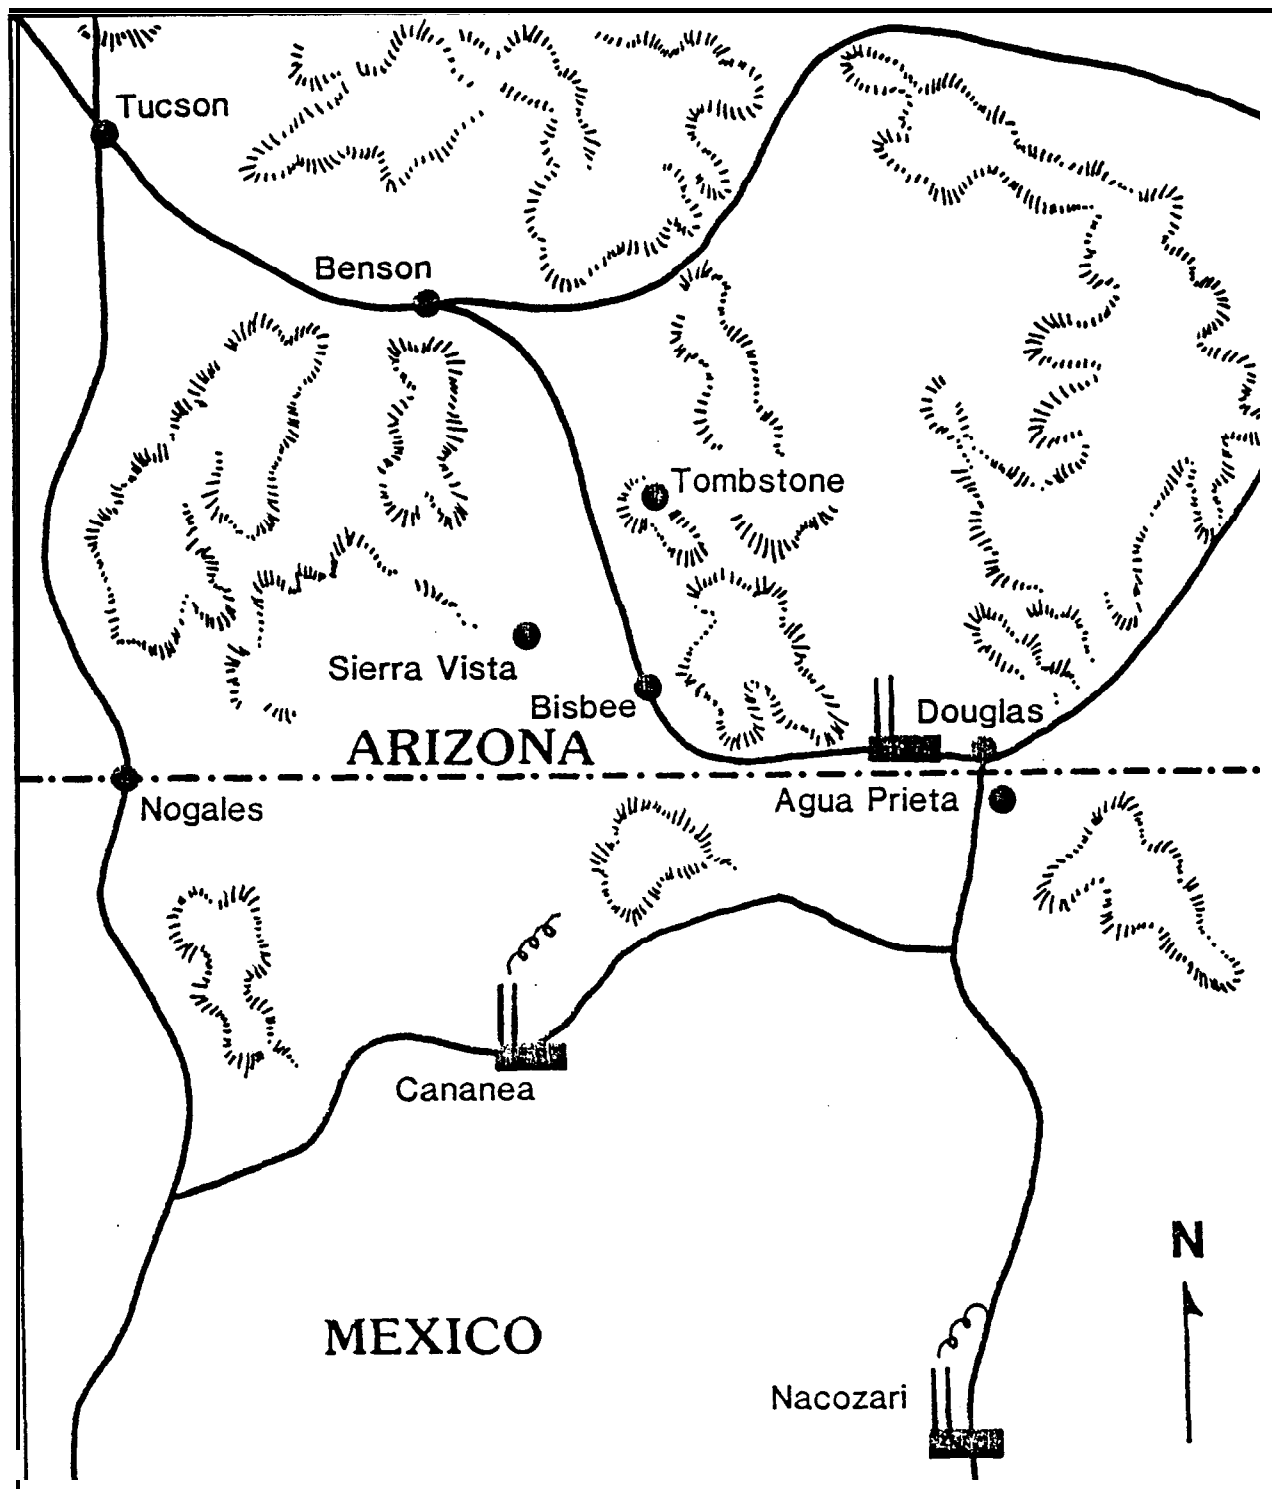 Tucson
Benson
Tombstone
Sierra Vista
Bisbee
Douglas
ARIZONA
Agua Prieta
Nogales
Cananea
N
MEXICO
Nacozari